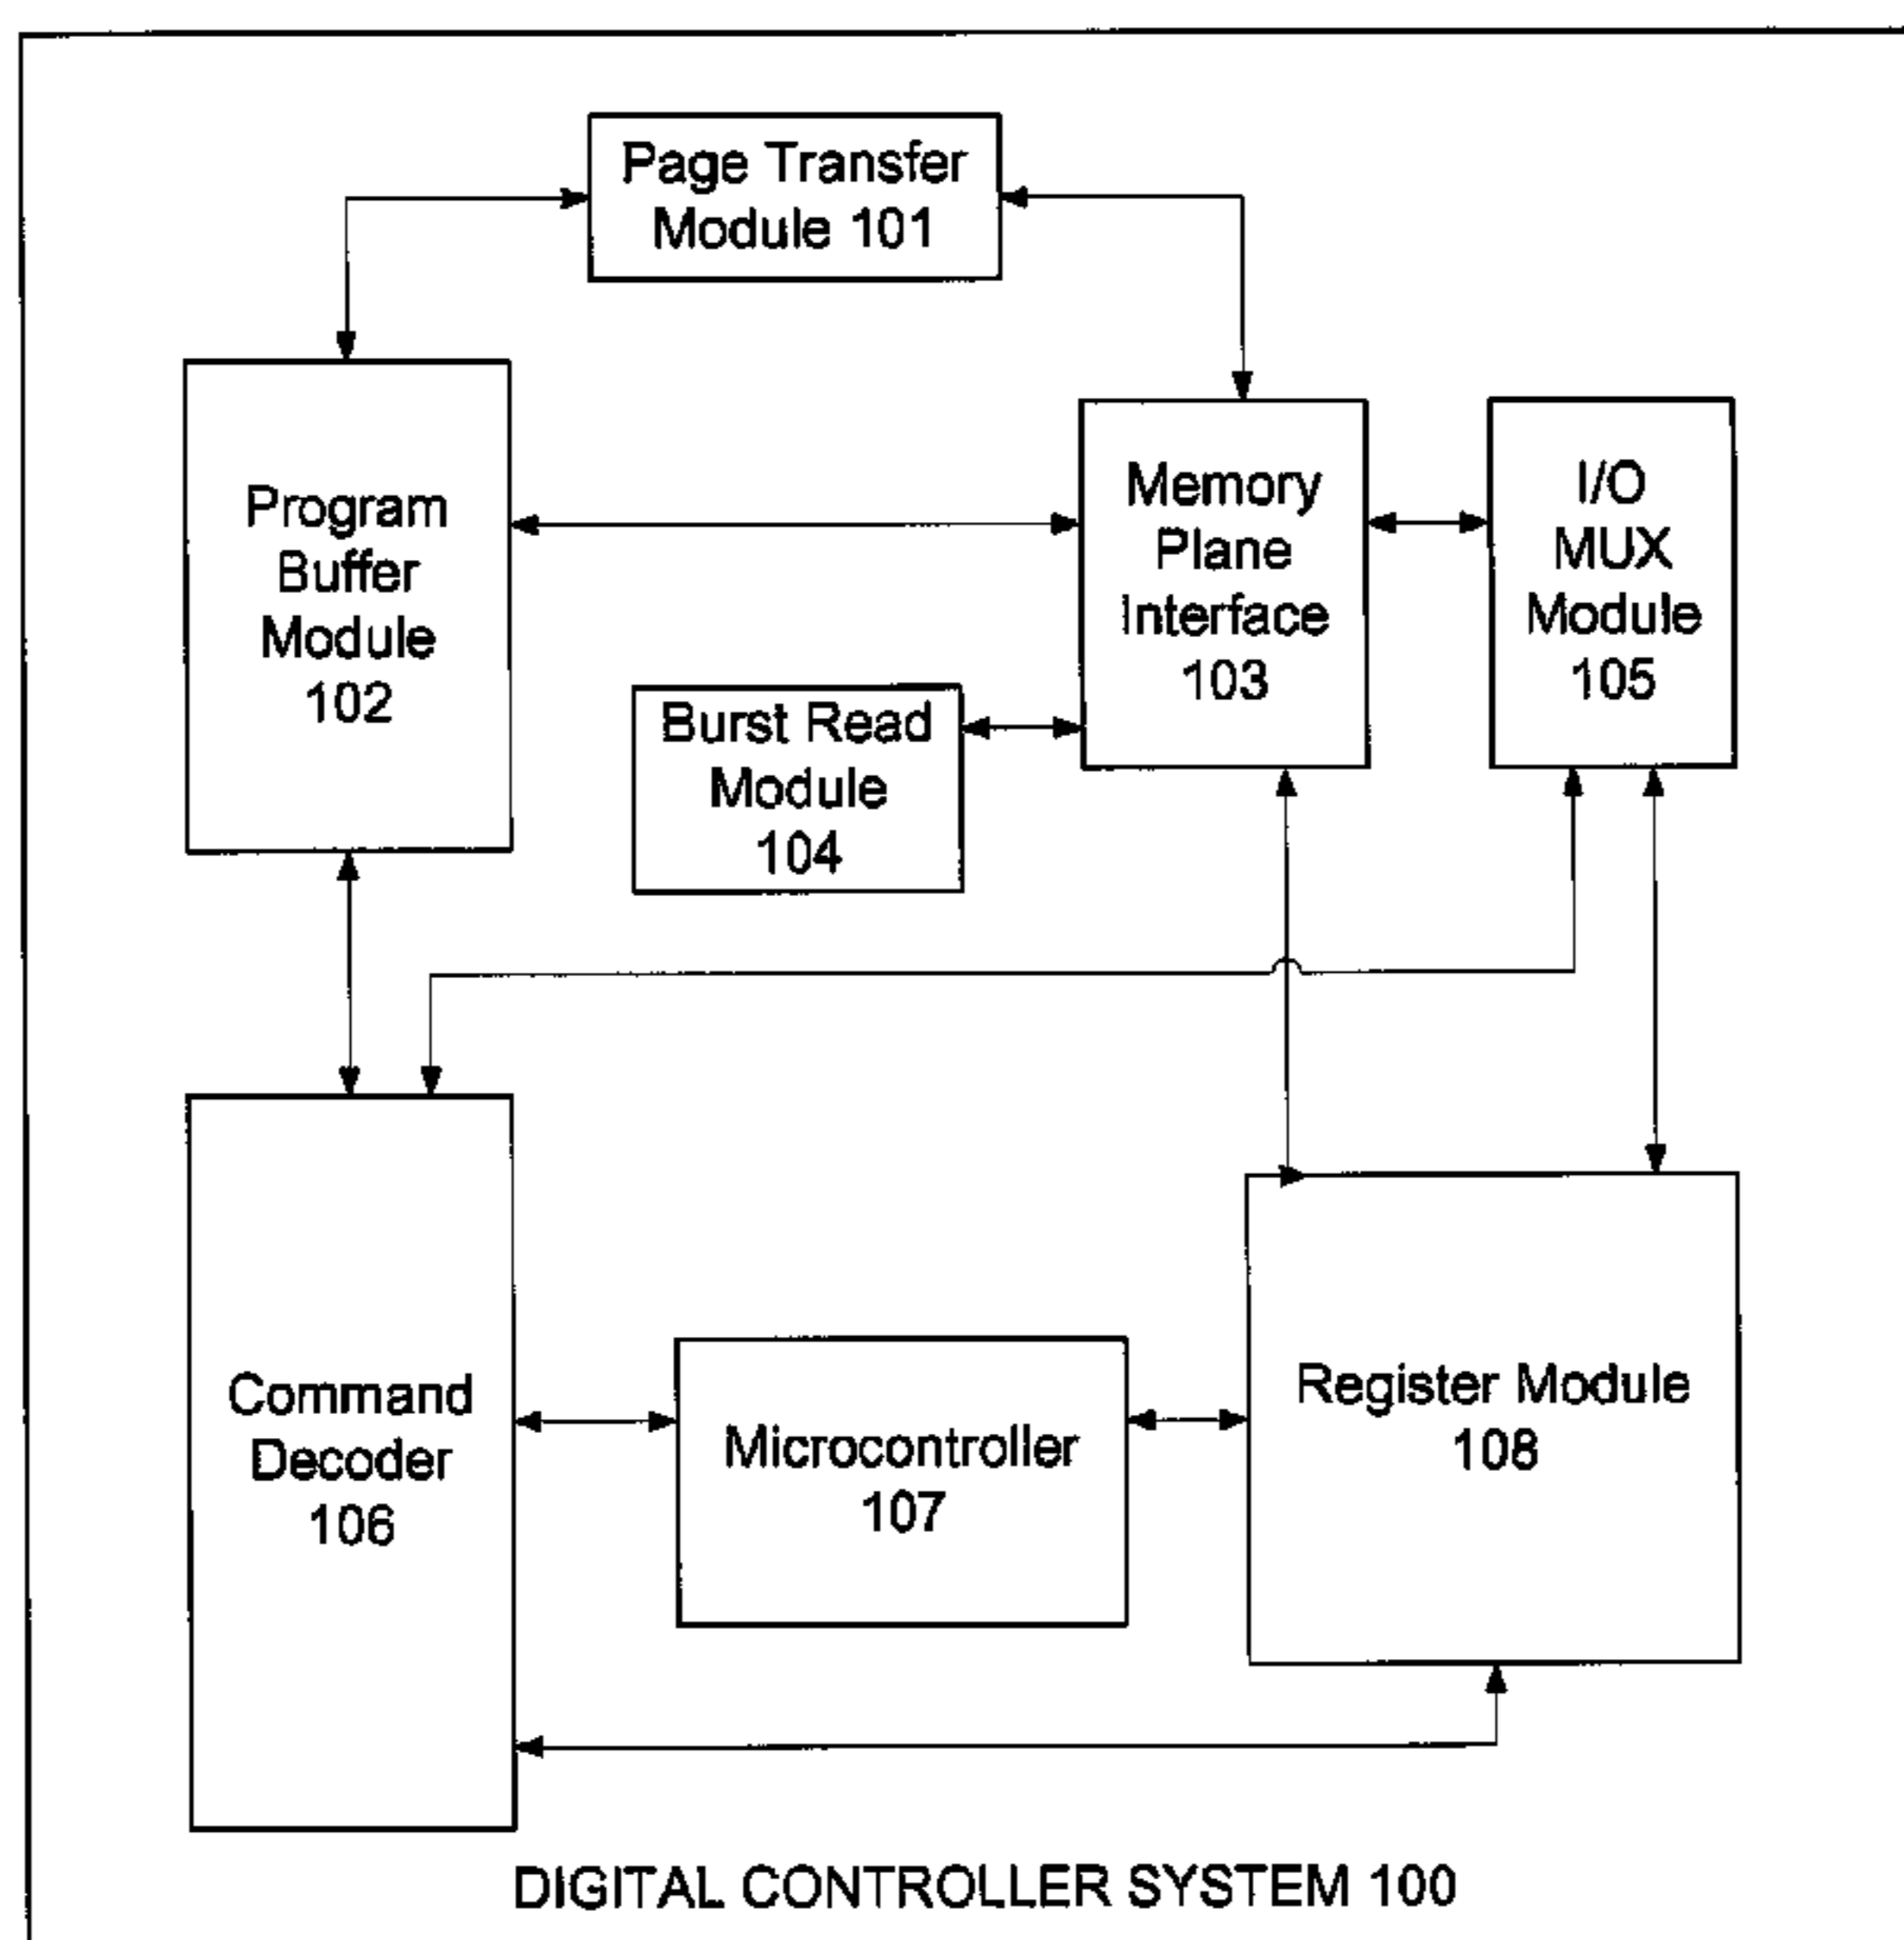 Page Transfer
Module 101
Program
Buffer
Module
102
Memory
Plane
Interface
103
I/O
MUX
Module
105
Burst Read
Module
104
Command
Decoder
106
Microcontroller
107
Register Module
108
DIGITAL CONTROLLER SYSTEM 100